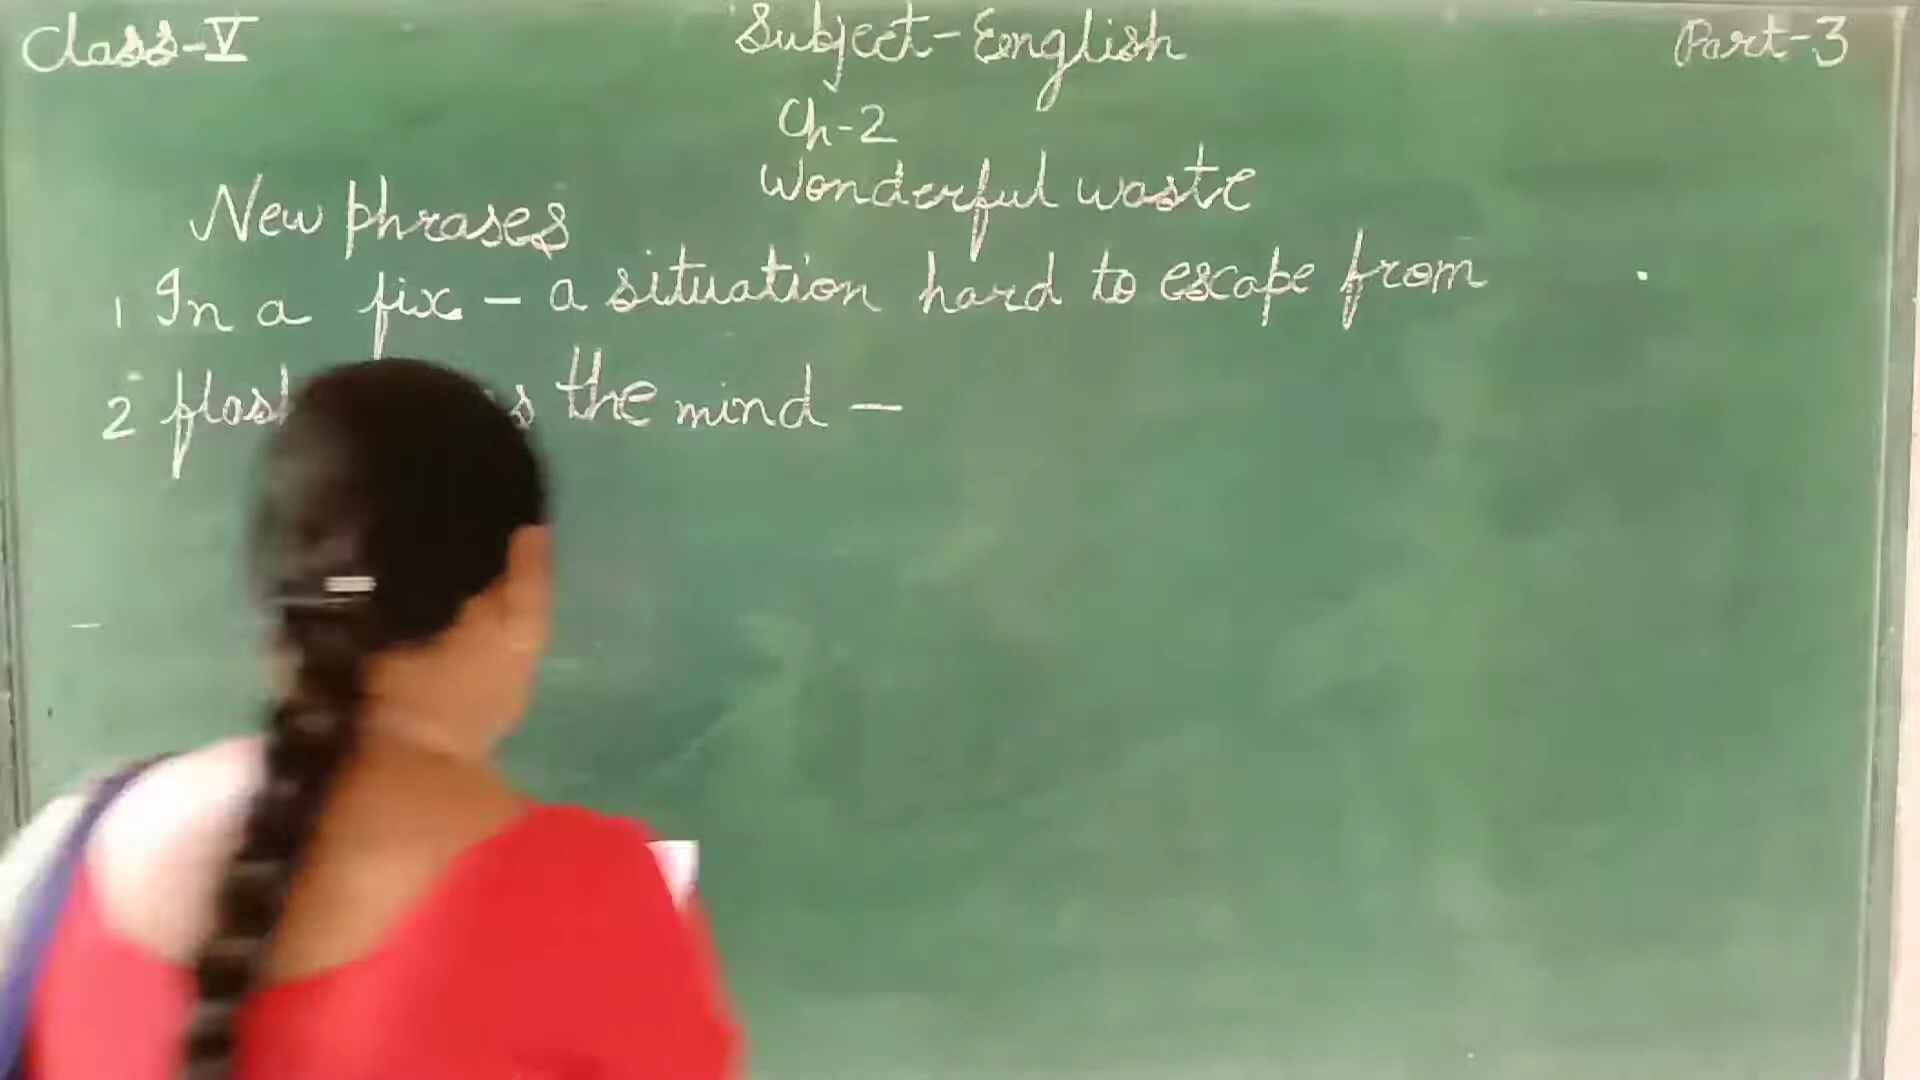 Class-V Subject-English Part-3
Ch-2
Wonderful waste
New phrases
1 In a fix - a situation hard to escape from
2 the mind -